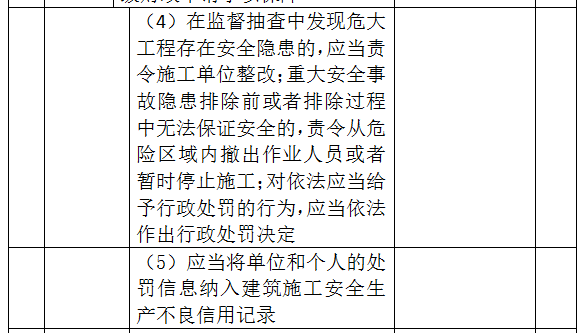 （4）在监督抽查中发现危大
工程存在安全隐患的，应当责
令施工单位整改；重大安全事
故隐患排除前或者排除过程
中无法保证安全的，责令从危
险区域内撤出作业人员或者
暂时停止施工；对依法应当给
予行政处罚的行为，应当依法
作出行政处罚决定
（5）应当将单位和个人的处
罚信息纳入建筑施工安全生
产不良信用记录